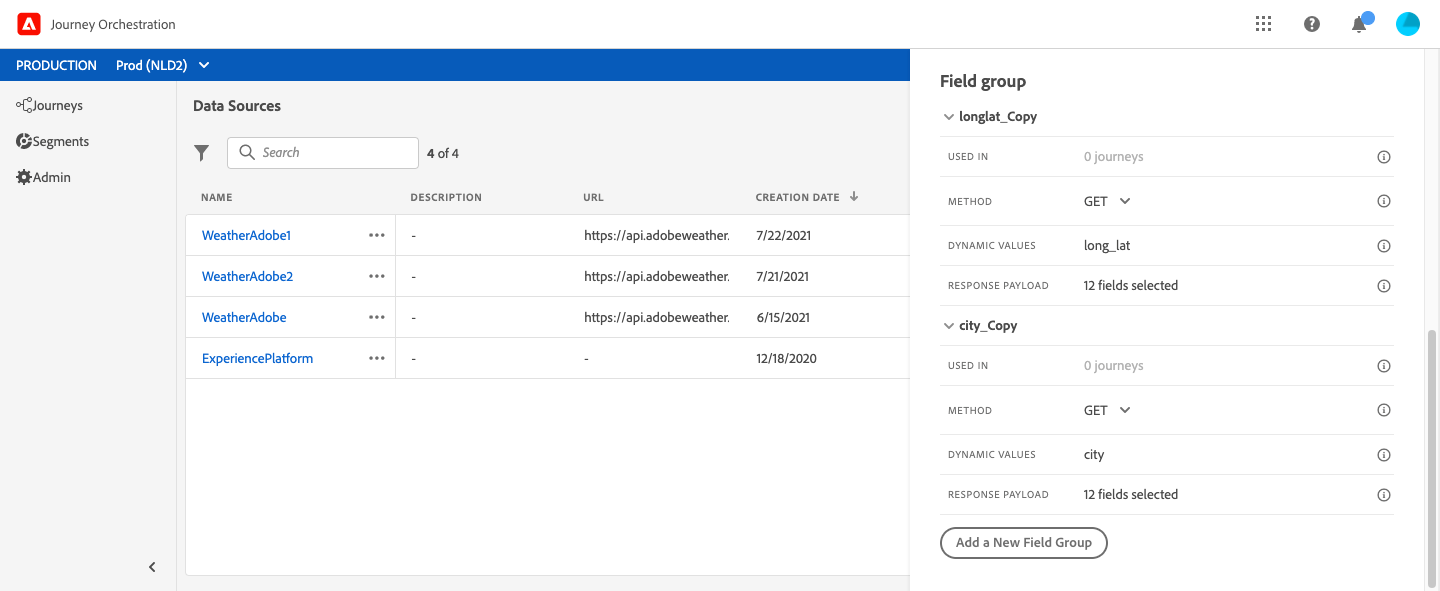 Journey Orchestration
PRODUCTION Prod (NLD2)
Journeys
Segments
Admin
Data Sources
Search
4 of 4
NAME DESCRIPTION URL CREATION DATE
WeatherAdobe1 ••• - https://api.adobeweather. 7/22/2021
WeatherAdobe2 ••• - https://api.adobeweather. 7/21/2021
WeatherAdobe ••• - https://api.adobeweather. 6/15/2021
ExperiencePlatform ••• - - 12/18/2020
Field group
longlat_Copy
USED IN 0 journeys
METHOD GET
DYNAMIC VALUES long_lat
RESPONSE PAYLOAD 12 fields selected
city_Copy
USED IN 0 journeys
METHOD GET
DYNAMIC VALUES city
RESPONSE PAYLOAD 12 fields selected
Add a New Field Group